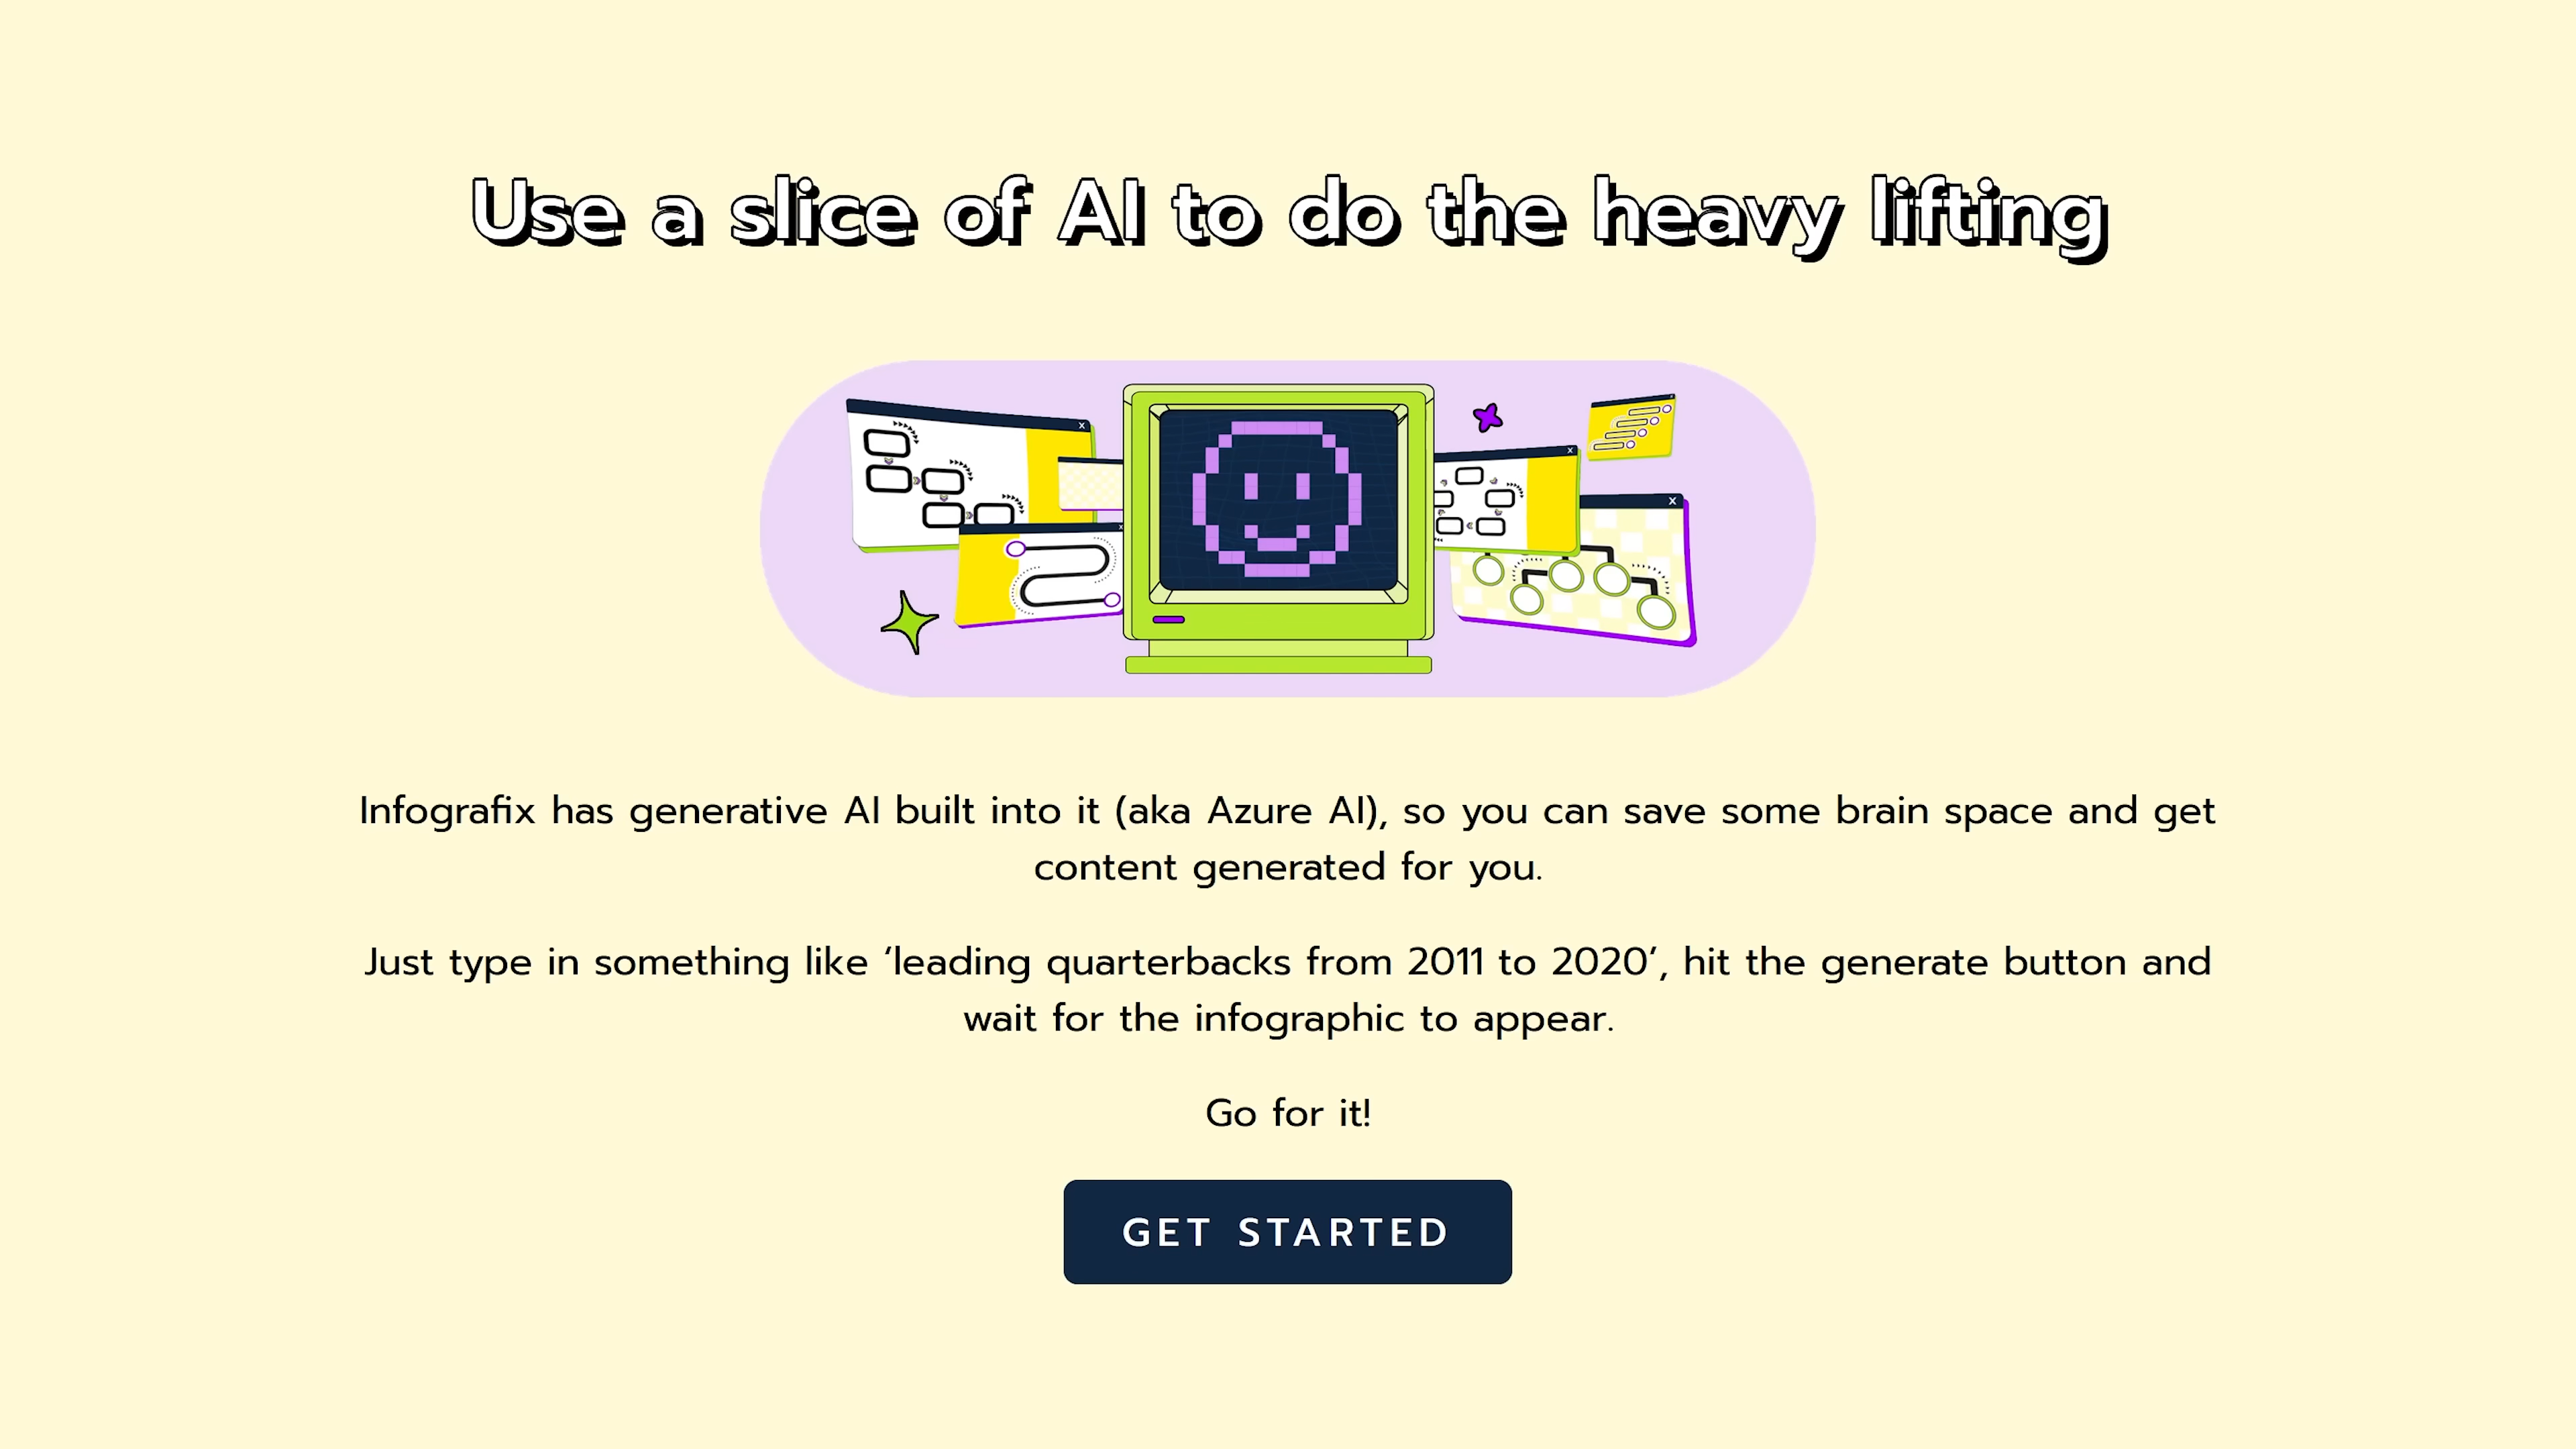 Use a slice of AI to do the heavy lifting
Infografix has generative AI built into it (aka Azure AI), so you can save some brain space and get
content generated for you.
Just type in something like ‘leading quarterbacks from 2011 to 2020’, hit the generate button and
wait for the infographic to appear.
Go for it!
GET STARTED